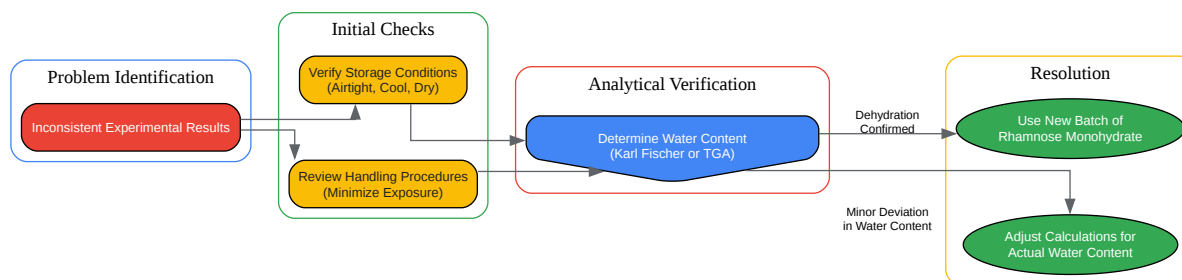 Problem Identification
Inconsistent Experimental Results
Initial Checks
Verify Storage Conditions
(Airtight, Cool, Dry)
Review Handling Procedures
(Minimize Exposure)
Analytical Verification
Determine Water Content
(Karl Fischer or TGA)
Dehydration
Confirmed
Minor Deviation
in Water Content
Resolution
Use New Batch of
Rhamnose Monohydrate
Adjust Calculations for
Actual Water Content